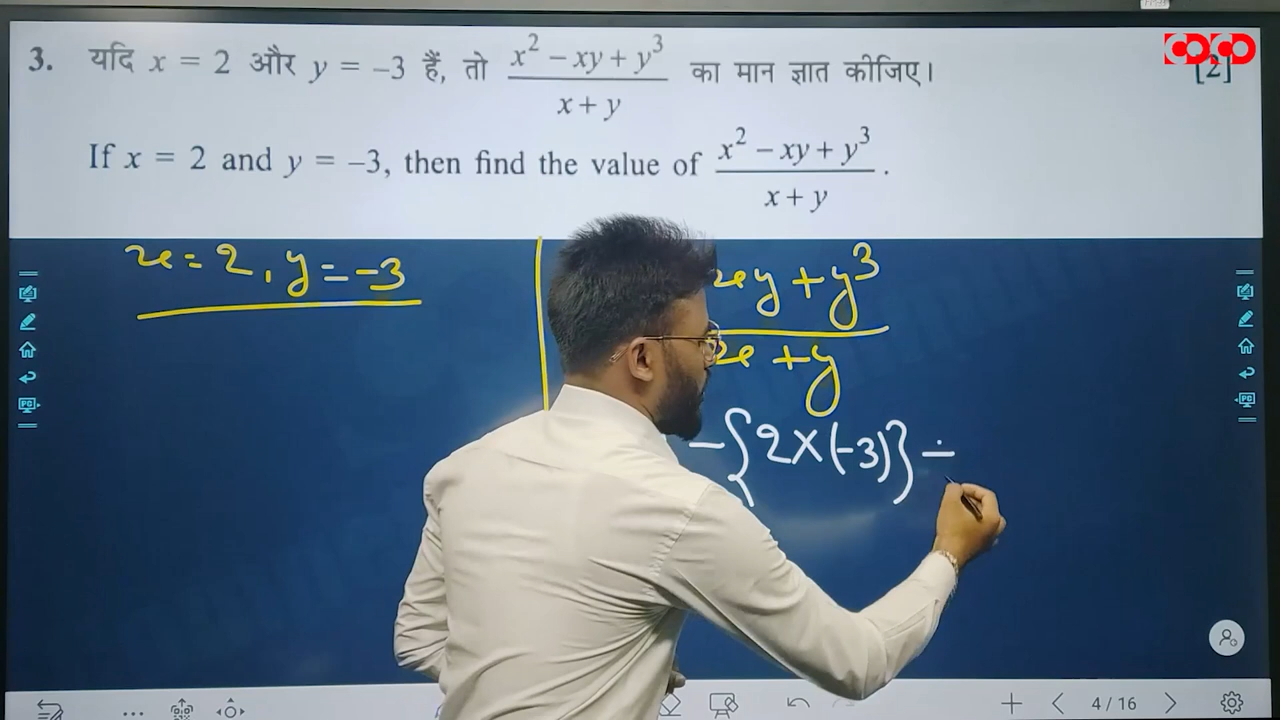 COCO
3. यदि x = 2 और y = –3 हैं, तो (x² – xy + y³)/(x + y) का मान ज्ञात कीजिए। [2]
If x = 2 and y = –3, then find the value of (x² – xy + y³)/(x + y).
x = 2, y = -3
xy + y³
x + y
- {2 × (-3)} ÷
4 / 16